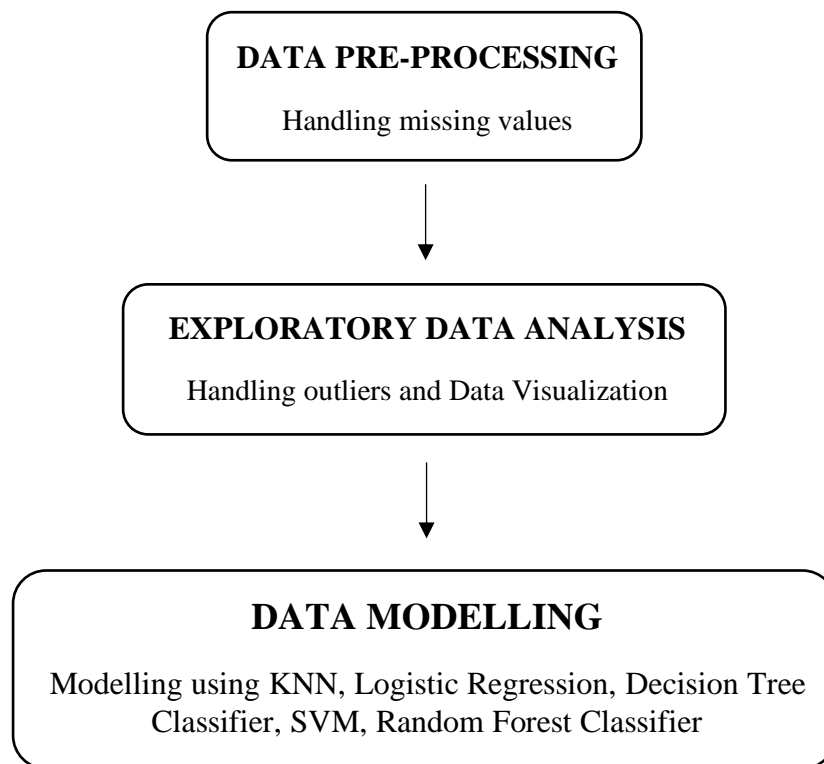 DATA PRE-PROCESSING
Handling missing values
EXPLORATORY DATA ANALYSIS
Handling outliers and Data Visualization
DATA MODELLING
Modelling using KNN, Logistic Regression, Decision Tree
Classifier, SVM, Random Forest Classifier